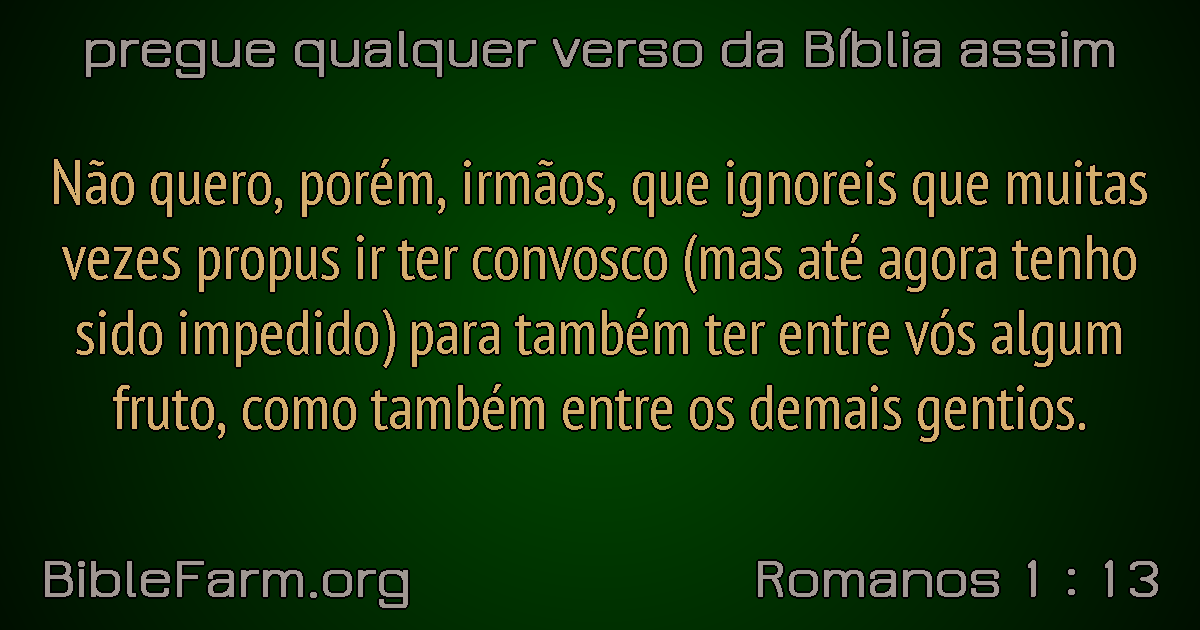 pregue qualquer verso da Bíblia assim
Não quero, porém, irmãos, que ignoreis que muitas
vezes propus ir ter convosco (mas até agora tenho
sido impedido) para também ter entre vós algum
fruto, como também entre os demais gentios.
BibleFarm.org
Romanos 1 : 13